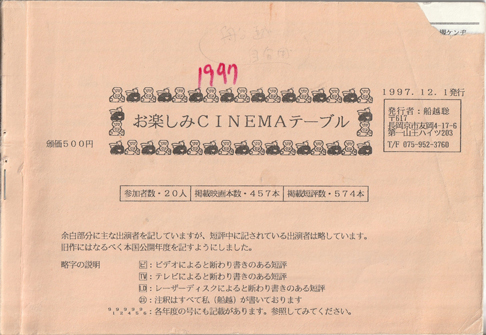 1997
1997.12.1発行
お楽しみCINEMAテーブル
頒価500円
発行者:船越聡
〒617
長岡京市友岡4-17-6
第一山王ハイツ203
T/F 075-952-3760
参加者数・20人 掲載映画本数・457本 掲載短評数・574本
余白部分に主な出演者を記していますが、短評中に記されている出演者は略しています。
旧作にはなるべく本国公開年度を記すようにしました。
略字の説明
:ビデオによると断わり書きのある短評
TV:テレビによると断わり書きのある短評
LD:レーザーディスクによると断わり書きのある短評
:注釈はすべて私(船越)が書いております
:各年度の号にも記載があります。参照してみてください。